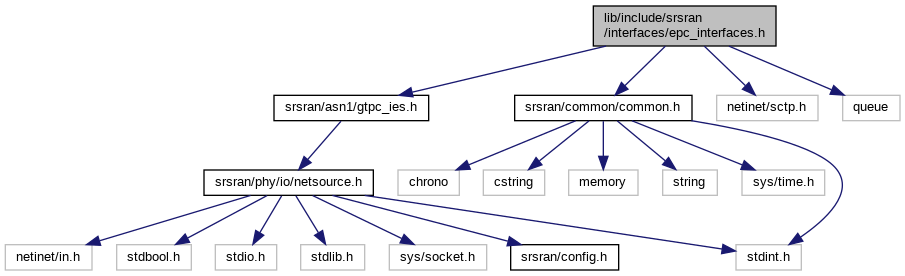 lib/include/srsran
/interfaces/epc_interfaces.h
srsran/asn1/gtpc_ies.h
srsran/common/common.h
netinet/sctp.h
queue
srsran/phy/io/netsource.h
chrono
cstring
memory
string
sys/time.h
netinet/in.h
stdbool.h
stdio.h
stdlib.h
sys/socket.h
srsran/config.h
stdint.h